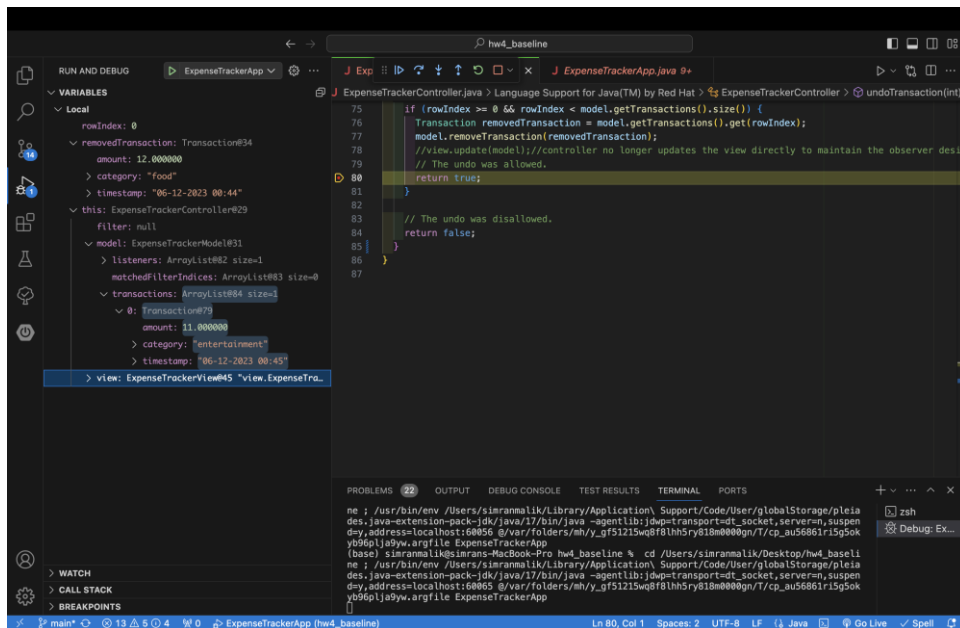 hw4_baseline
RUN AND DEBUG
ExpenseTrackerApp
VARIABLES
Local
rowIndex: 0
removedTransaction: Transaction@34
amount: 12.000000
category: "food"
timestamp: "06-12-2023 00:44"
this: ExpenseTrackerController@29
filter: null
model: ExpenseTrackerModel@31
listeners: ArrayList@82 size=1
matchedFilterIndices: ArrayList@83 size=0
transactions: ArrayList@84 size=1
0: Transaction@79
amount: 11.000000
category: "entertainment"
timestamp: "06-12-2023 00:45"
view: ExpenseTrackerView@45 "view.ExpenseTra…
WATCH
CALL STACK
BREAKPOINTS
14
1
J Exp
J ExpenseTrackerApp.java 9+
J ExpenseTrackerController.java > Language Support for Java(TM) by Red Hat > ExpenseTrackerController > undoTransaction(int)
75 if (rowIndex >= 0 && rowIndex < model.getTransactions().size()) {
76 Transaction removedTransaction = model.getTransactions().get(rowIndex);
77 model.removeTransaction(removedTransaction);
78 //view.update(model);//controller no longer updates the view directly to maintain the observer desi
79 // The undo was allowed.
80 return true;
81 }
82
83 // The undo was disallowed.
84 return false;
85 }
86 }
87
PROBLEMS 22 OUTPUT DEBUG CONSOLE TEST RESULTS TERMINAL PORTS
ne ; /usr/bin/env /Users/simranmalik/Library/Application\ Support/Code/User/globalStorage/pleia
des.java-extension-pack-jdk/java/17/bin/java -agentlib:jdwp=transport=dt_socket,server=n,suspen
d=y,address=localhost:60056 @/var/folders/mh/y_gf51215wq8f8lhh5ry818m0000gn/T/cp_au56861ri5g5ok
yb96plja9yw.argfile ExpenseTrackerApp
(base) simranmalik@simrans-MacBook-Pro hw4_baseline % cd /Users/simranmalik/Desktop/hw4_baseli
ne ; /usr/bin/env /Users/simranmalik/Library/Application\ Support/Code/User/globalStorage/pleia
des.java-extension-pack-jdk/java/17/bin/java -agentlib:jdwp=transport=dt_socket,server=n,suspen
d=y,address=localhost:60065 @/var/folders/mh/y_gf51215wq8f8lhh5ry818m0000gn/T/cp_au56861ri5g5ok
yb96plja9yw.argfile ExpenseTrackerApp
zsh
Debug: Ex...
main* 13 5 4 0 ExpenseTrackerApp (hw4_baseline) Ln 80, Col 1 Spaces: 2 UTF-8 LF Java Go Live Spell